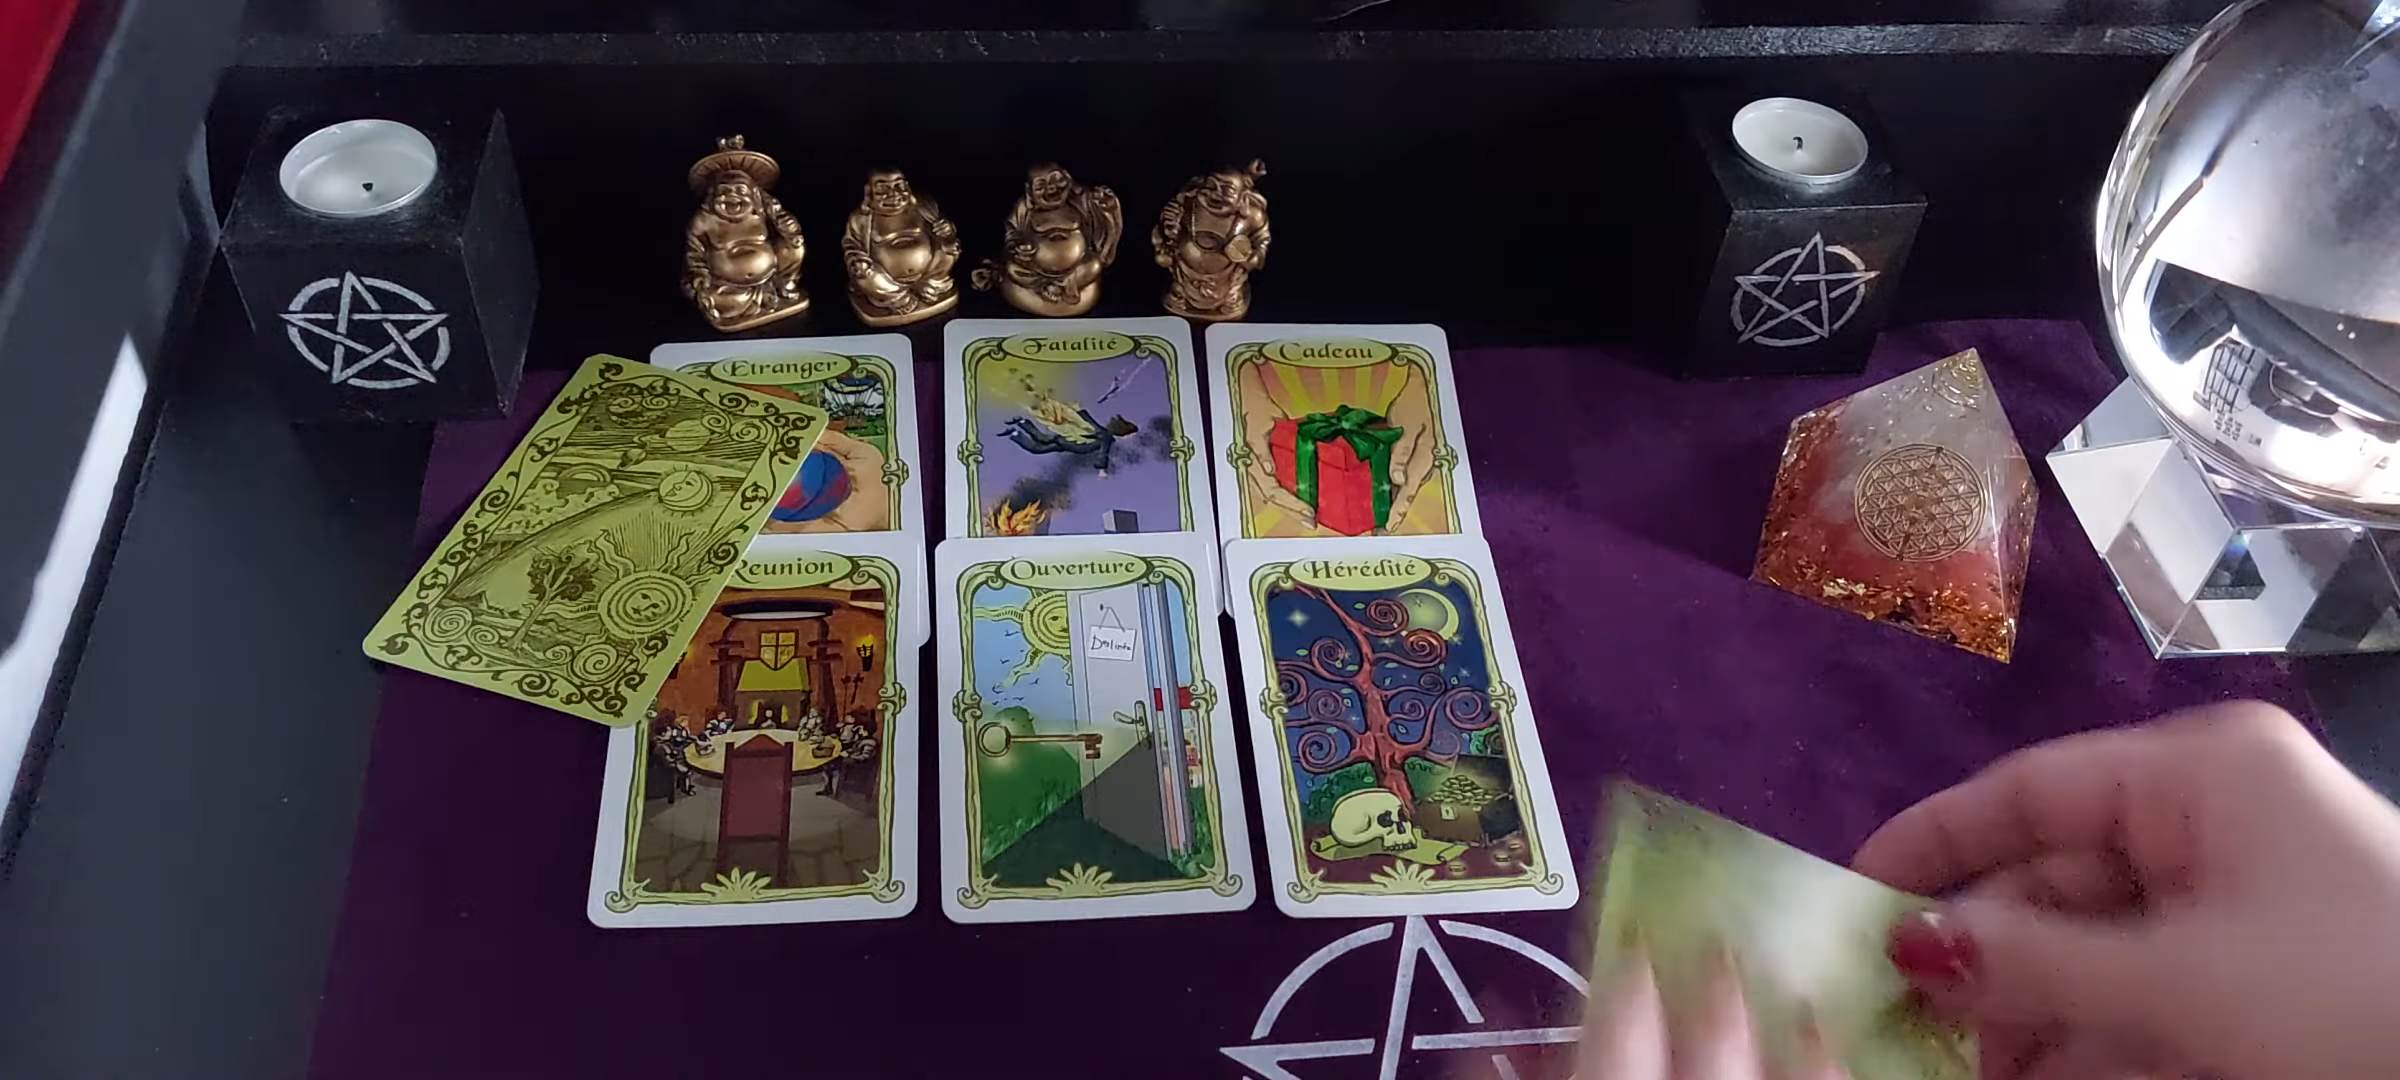 Etranger
Fatalité
Cadeau
Reunion
Ouverture
Hérédité